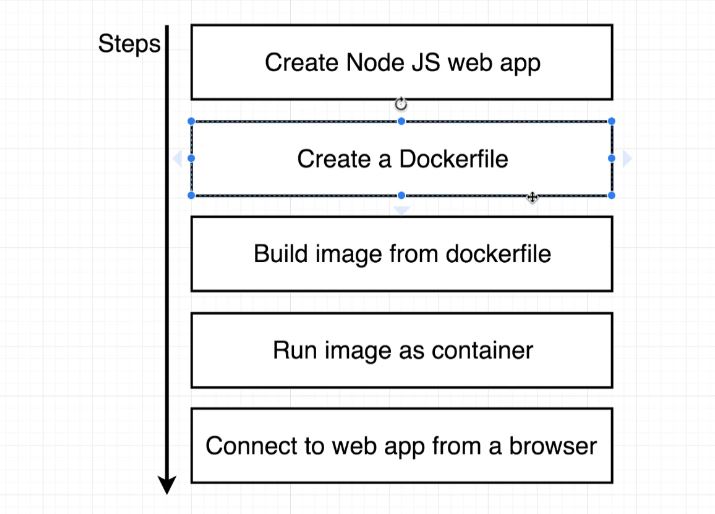 Steps
Create Node JS web app
Create a Dockerfile
Build image from dockerfile
Run image as container
Connect to web app from a browser